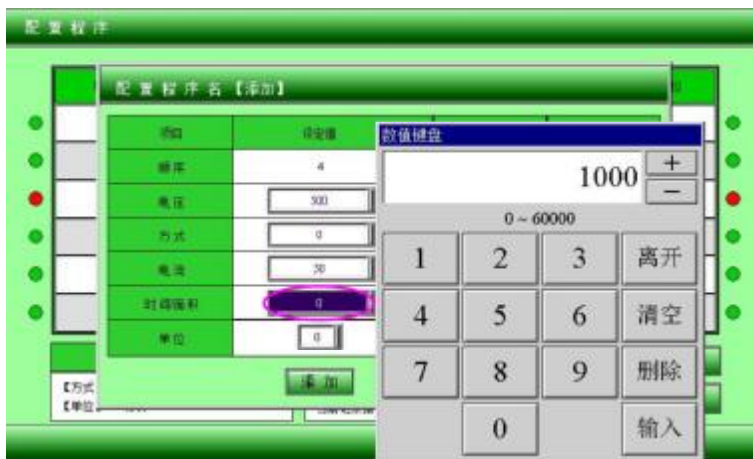 配置程序
配置程序名【添加】
项目 设定值
顺序 4
电压 500
方式 0
电流 50
时间面积 0
单位 0
添加
【方式
【单位】
数值键盘
1000 +
−
0 ~ 60000
1 2 3 离开
4 5 6 清空
7 8 9 删除
0 输入